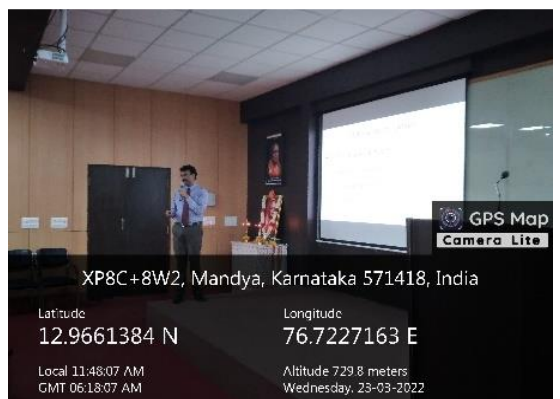 GPS Map
Camera Lite
XP8C+8W2, Mandya, Karnataka 571418, India
Latitude
12.9661384 N
Longitude
76.7227163 E
Local 11:48:07 AM
GMT 06:18:07 AM
Altitude 729.8 meters
Wednesday, 23-03-2022